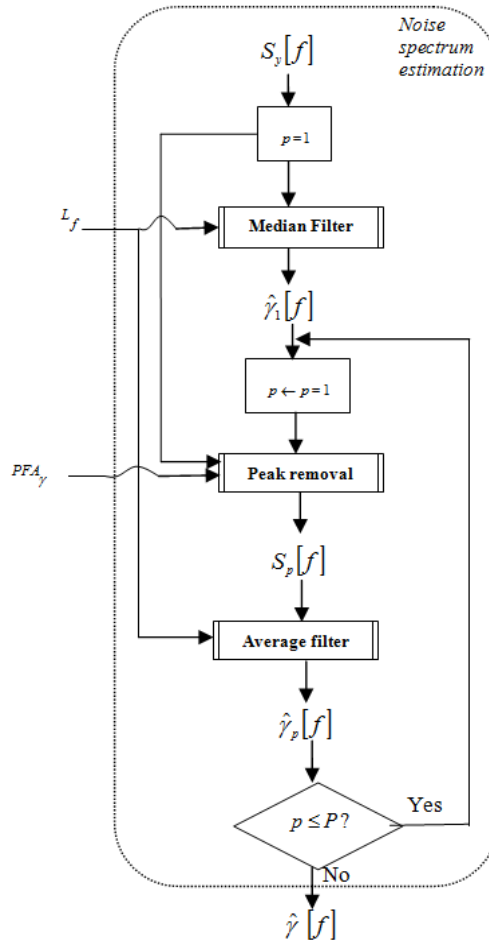 Noise
spectrum
estimation
S_y[f]
p=1
L_f
Median Filter
γ̂_1[f]
p ← p=1
PFA_γ
Peak removal
S_p[f]
Average filter
γ̂_p[f]
p ≤ P?
Yes
No
γ̂ [f]